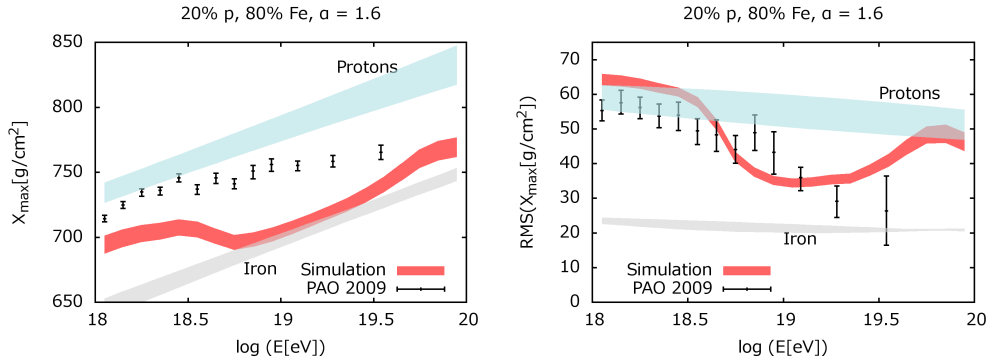 20% p, 80% Fe, α = 1.6
850
800
750
700
650
X_max[g/cm²]
Protons
Iron
Simulation
PAO 2009
18
18.5
19
19.5
20
log (E[eV])
20% p, 80% Fe, α = 1.6
70
60
50
40
30
20
10
0
RMS(X_max[g/cm²])
Protons
Iron
Simulation
PAO 2009
18
18.5
19
19.5
20
log (E[eV])